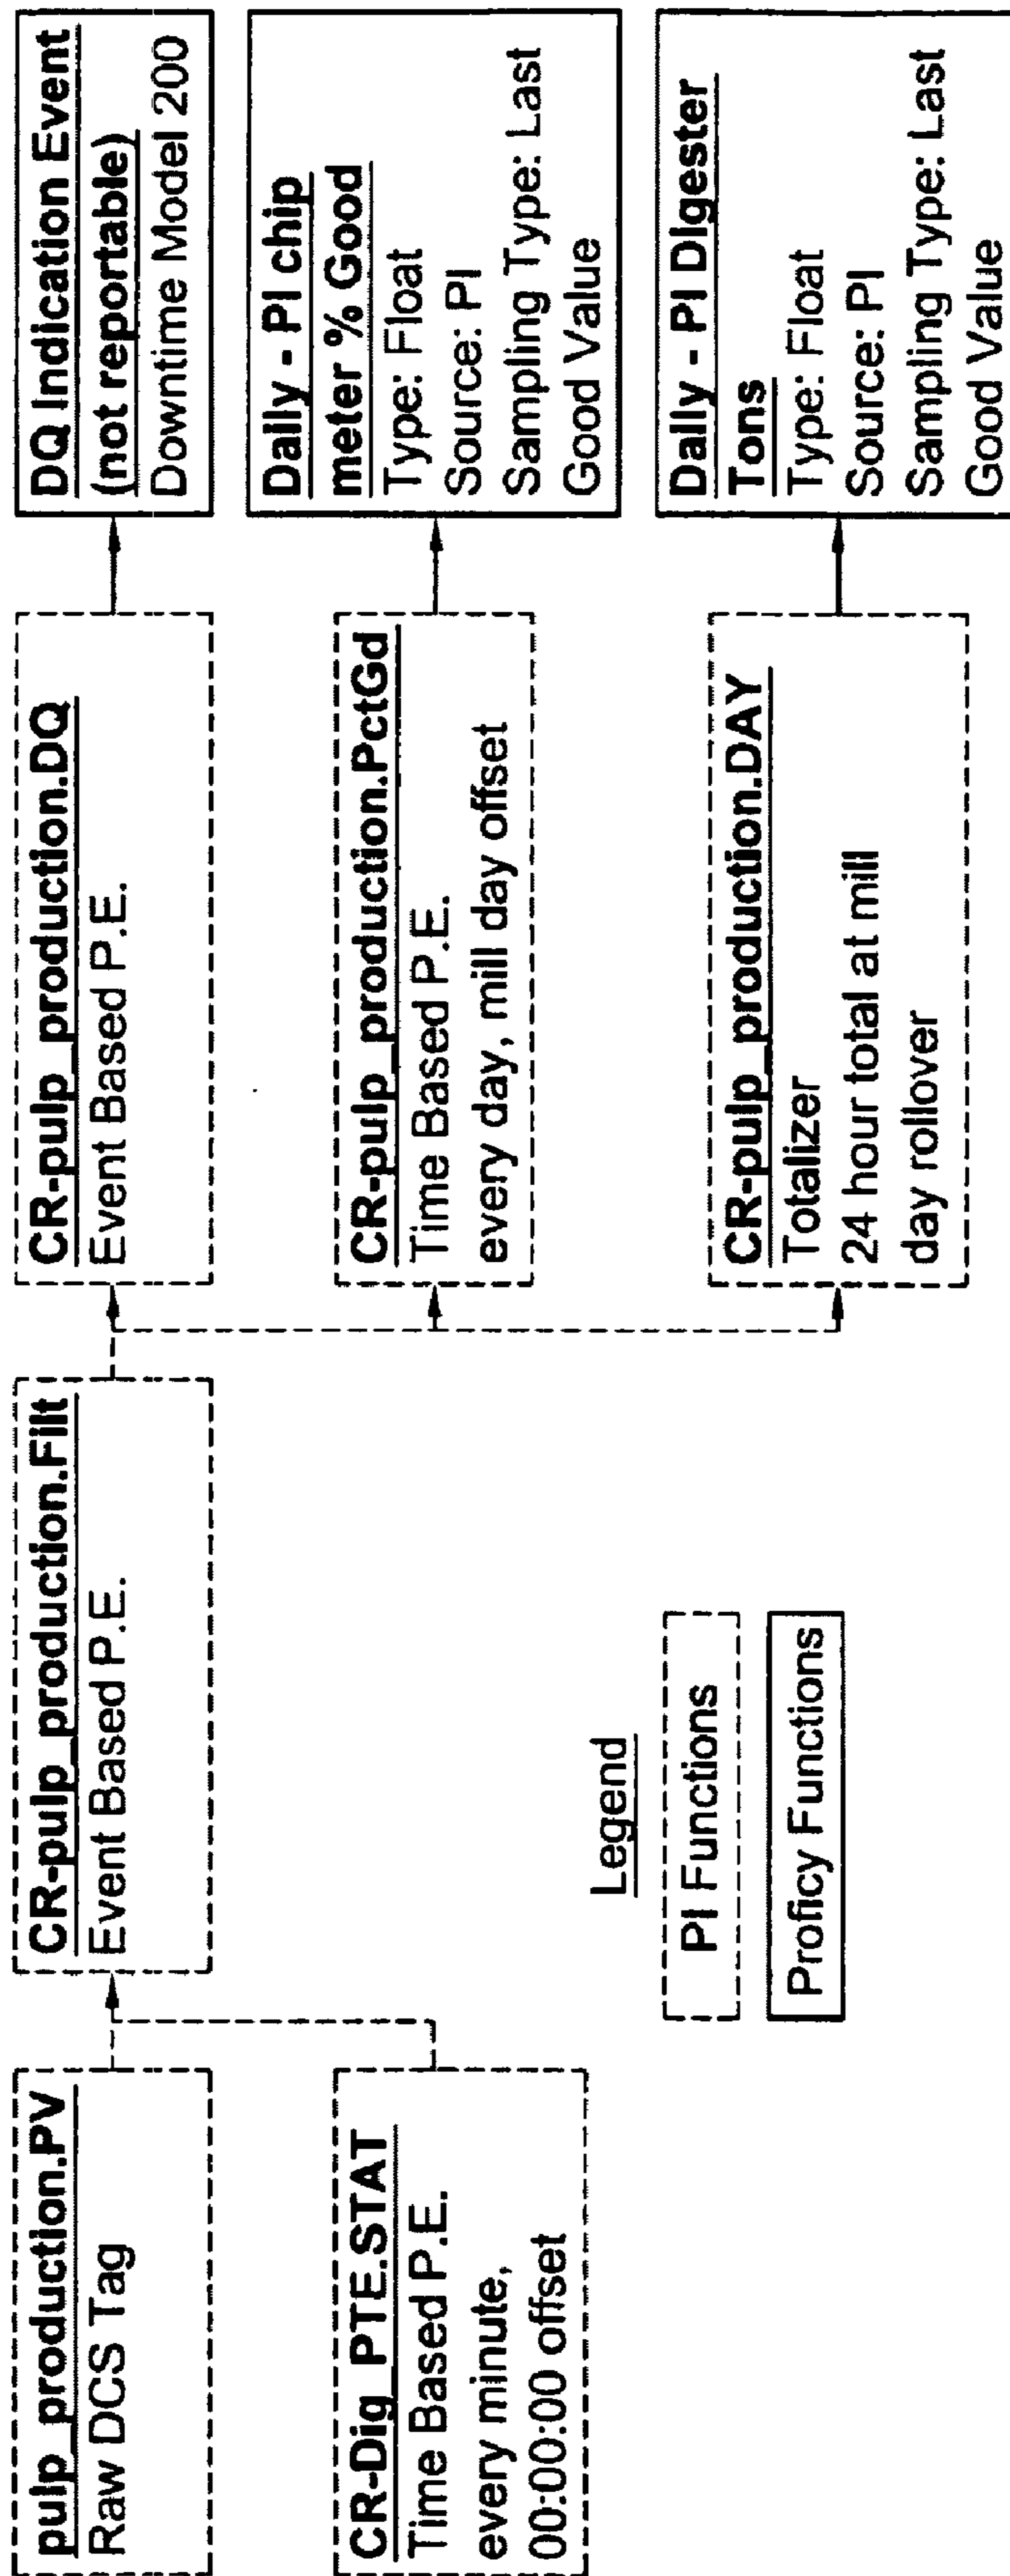 pulp_production.PV
Raw DCS Tag
CR-Dig_PTE.STAT
Time Based P.E.
every minute,
00:00:00 offset
CR-pulp_production.Filt
Event Based P.E.
CR-pulp_production.DQ
Event Based P.E.
CR-pulp_production.PctGd
Time Based P.E.
every day, mill day offset
CR-pulp_production.DAY
Totalizer
24 hour total at mill
day rollover
DQ Indication Event
(not reportable)
Downtime Model 200
Daily - PI chip
meter % Good
Type: Float
Source: PI
Sampling Type: Last
Good Value
Daily - PI Digester
Tons
Type: Float
Source: PI
Sampling Type: Last
Good Value
Legend
PI Functions
Proficy Functions